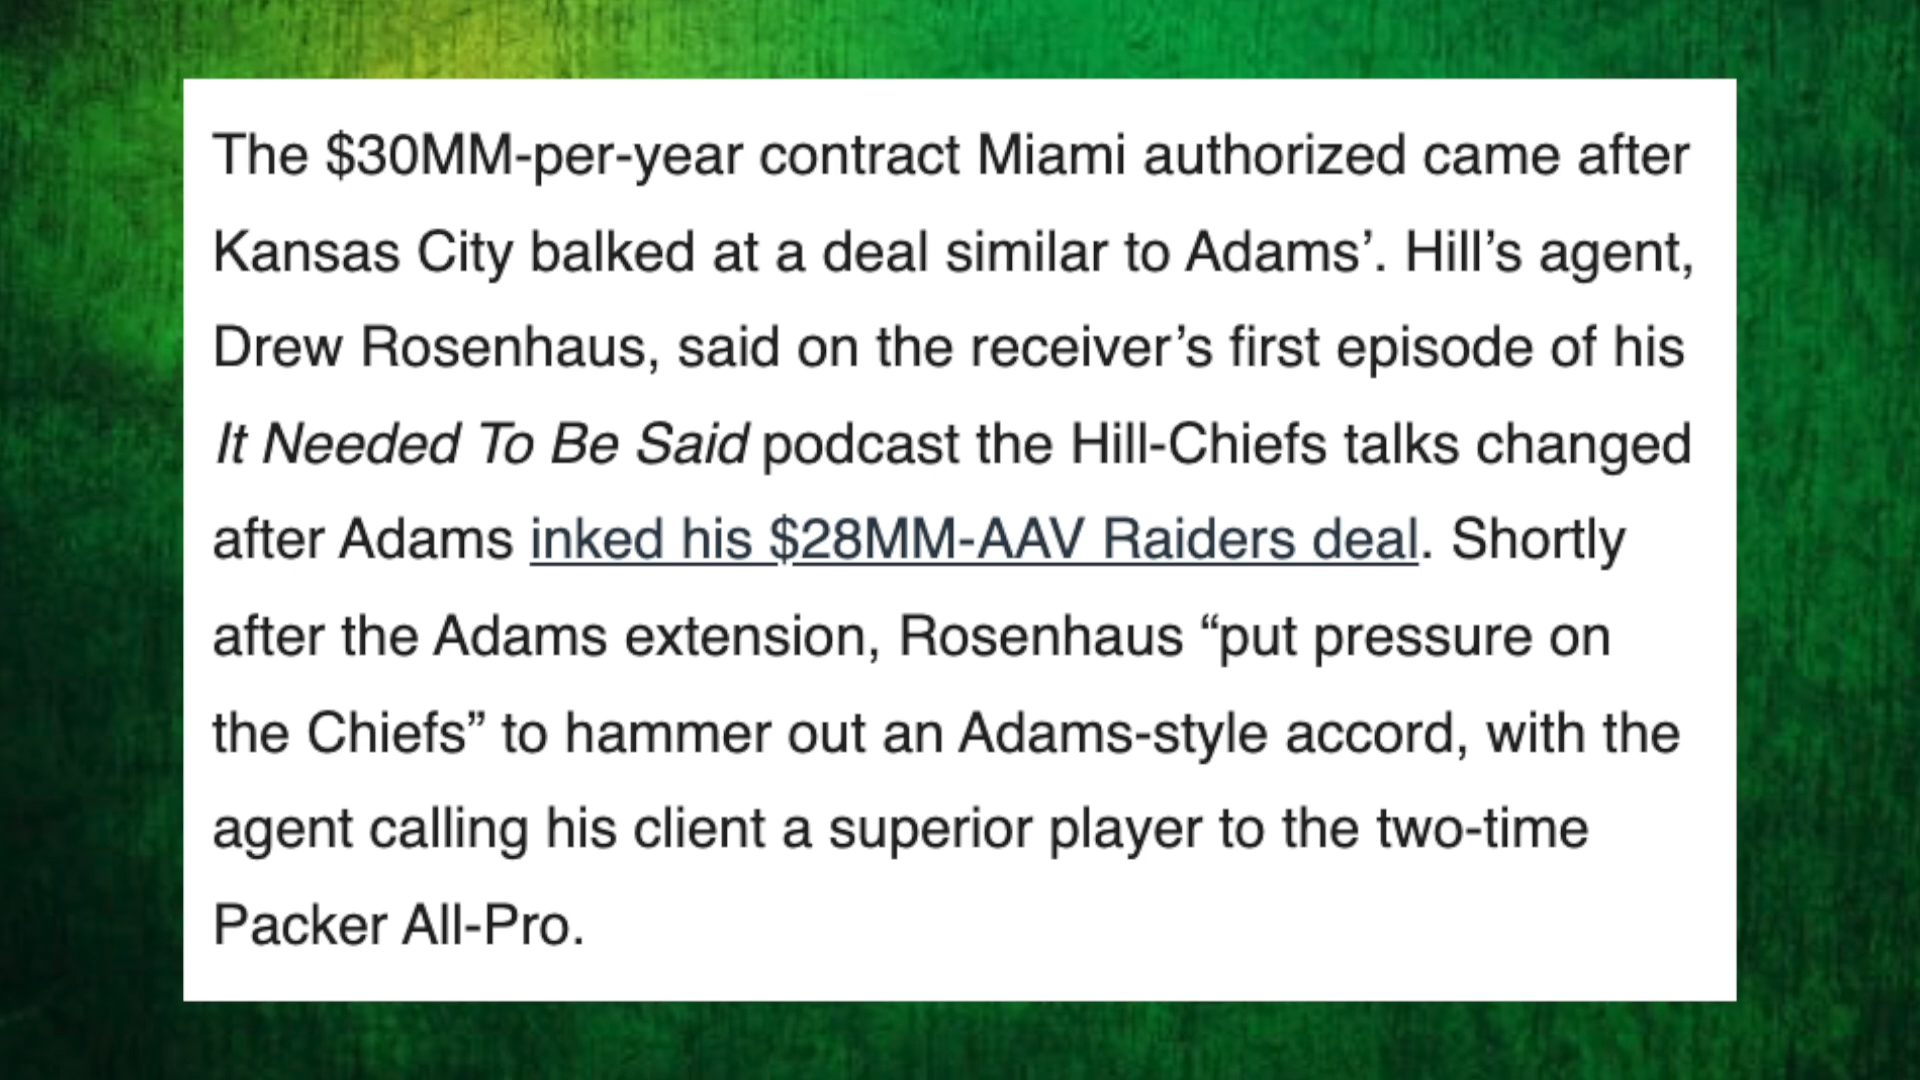 The $30MM-per-year contract Miami authorized came after
Kansas City balked at a deal similar to Adams’. Hill’s agent,
Drew Rosenhaus, said on the receiver’s first episode of his
It Needed To Be Said podcast the Hill-Chiefs talks changed
after Adams inked his $28MM-AAV Raiders deal. Shortly
after the Adams extension, Rosenhaus “put pressure on
the Chiefs” to hammer out an Adams-style accord, with the
agent calling his client a superior player to the two-time
Packer All-Pro.